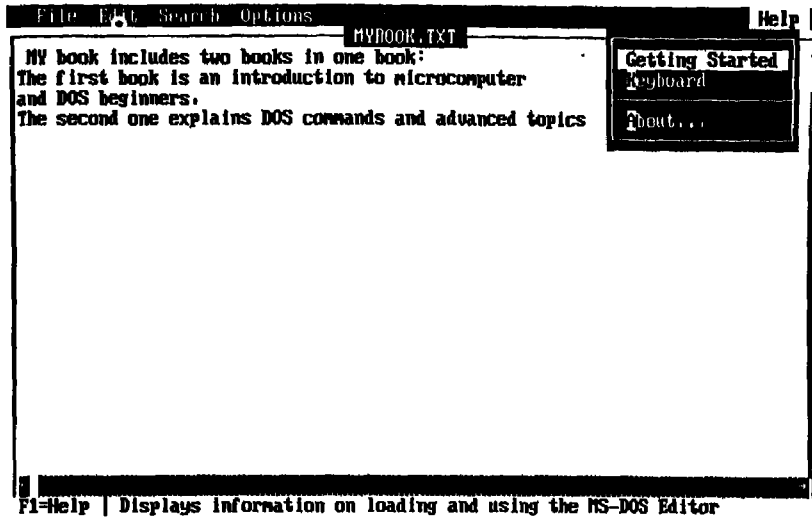 File Edit Search Options Help
MYBOOK.TXT
MY book includes two books in one book:
The first book is an introduction to microcomputer
and DOS beginners.
The second one explains DOS commands and advanced topics
Getting Started
Keyboard
About...
F1=Help | Displays information on loading and using the MS-DOS Editor